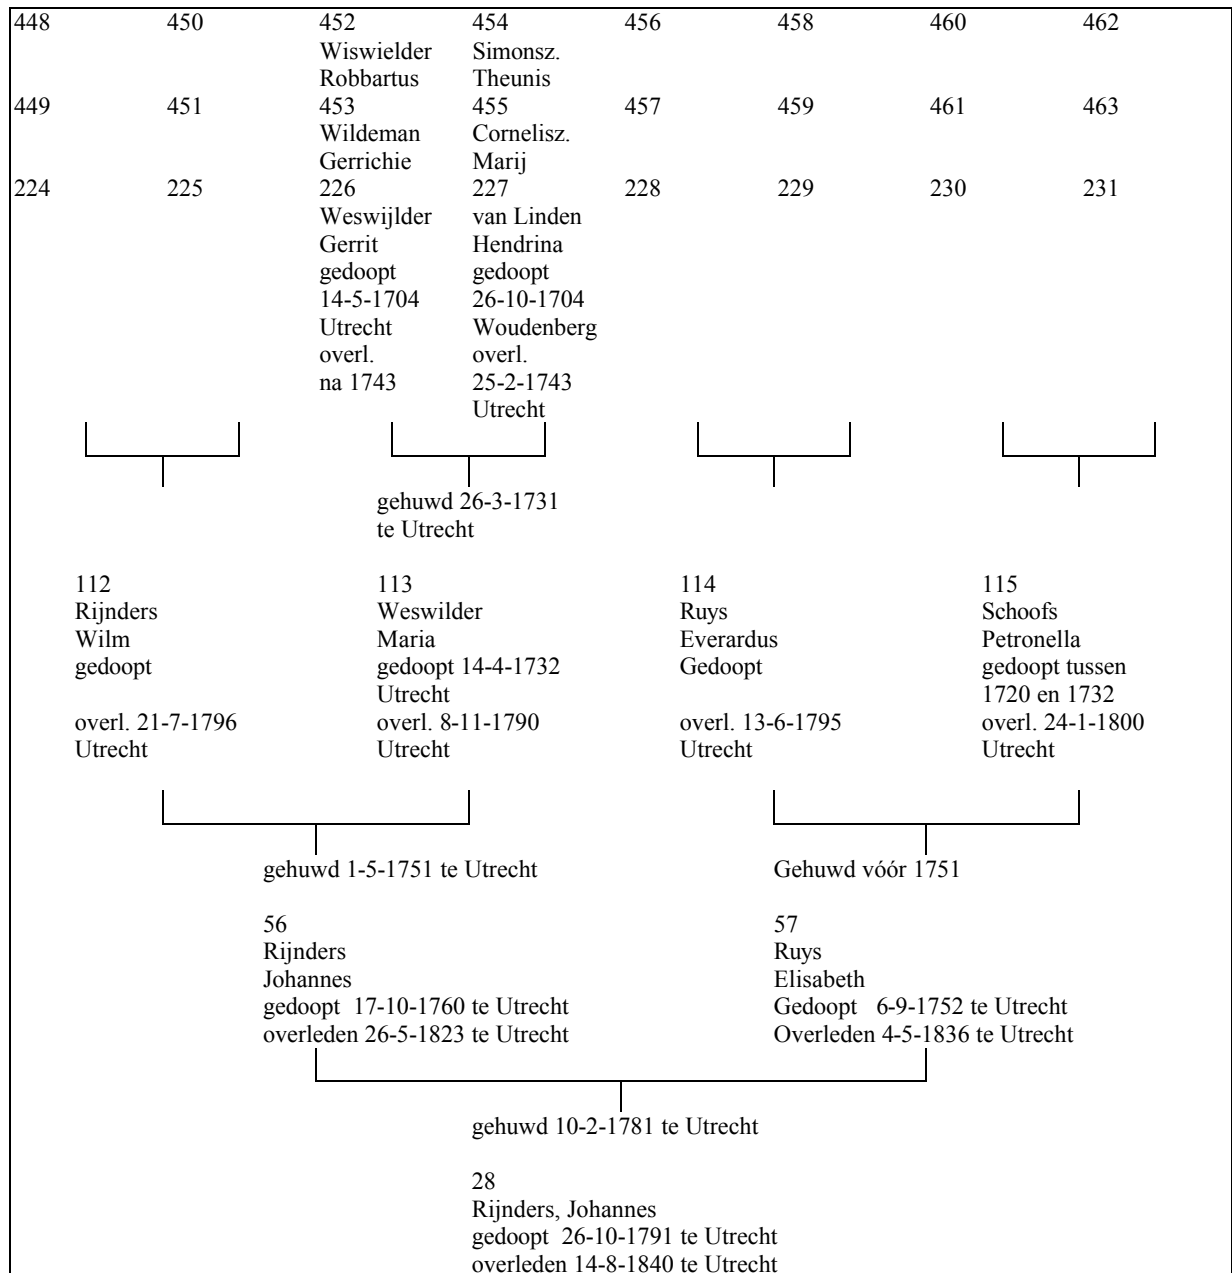 448 450 452 454 456 458 460 462
Wiswielder Simonsz.
Robbartus Theunis
449 451 453 455 457 459 461 463
Wildeman Cornelisz.
Gerrichie Marij
224 225 226 227 228 229 230 231
Weswijlder van Linden
Gerrit Hendrina
gedoopt gedoopt
14-5-1704 26-10-1704
Utrecht Woudenberg
overl. overl.
na 1743 25-2-1743
Utrecht
gehuwd 26-3-1731
te Utrecht
112 113 114 115
Rijnders Weswilder Ruys Schoofs
Wilm Maria Everardus Petronella
gedoopt gedoopt 14-4-1732 Gedoopt gedoopt tussen
Utrecht 1720 en 1732
overl. 21-7-1796 overl. 8-11-1790 overl. 13-6-1795 overl. 24-1-1800
Utrecht Utrecht Utrecht Utrecht
gehuwd 1-5-1751 te Utrecht Gehuwd vóór 1751
56 57
Rijnders Ruys
Johannes Elisabeth
gedoopt 17-10-1760 te Utrecht Gedoopt 6-9-1752 te Utrecht
overleden 26-5-1823 te Utrecht Overleden 4-5-1836 te Utrecht
gehuwd 10-2-1781 te Utrecht
28
Rijnders, Johannes
gedoopt 26-10-1791 te Utrecht
overleden 14-8-1840 te Utrecht